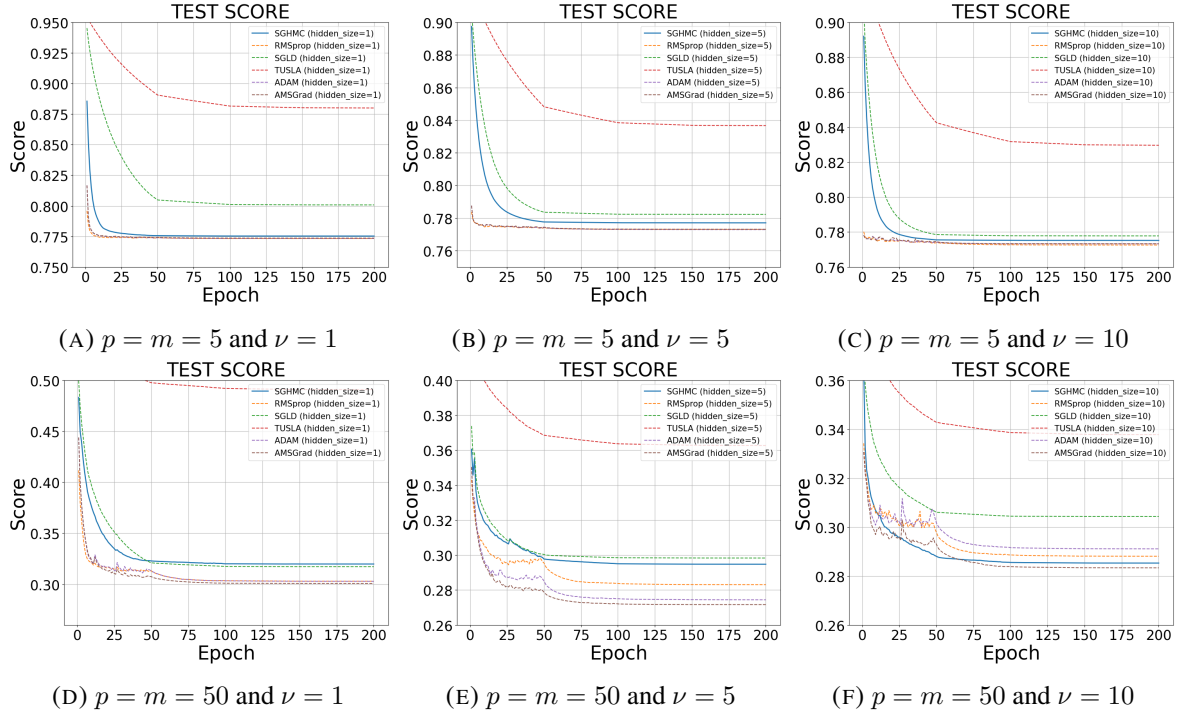 TEST SCORE
0.950
0.925
0.900
0.875
0.850
0.825
0.800
0.775
0.750
Score
SGHMC (hidden_size=1)
RMSprop (hidden_size=1)
SGLD (hidden_size=1)
TUSLA (hidden_size=1)
ADAM (hidden_size=1)
AMSGrad (hidden_size=1)
0 25 50 75 100 125 150 175 200
Epoch
(A) p = m = 5 and ν = 1
TEST SCORE
0.90
0.88
0.86
0.84
0.82
0.80
0.78
0.76
Score
SGHMC (hidden_size=5)
RMSprop (hidden_size=5)
SGLD (hidden_size=5)
TUSLA (hidden_size=5)
ADAM (hidden_size=5)
AMSGrad (hidden_size=5)
0 25 50 75 100 125 150 175 200
Epoch
(B) p = m = 5 and ν = 5
TEST SCORE
0.90
0.88
0.86
0.84
0.82
0.80
0.78
0.76
Score
SGHMC (hidden_size=10)
RMSprop (hidden_size=10)
SGLD (hidden_size=10)
TUSLA (hidden_size=10)
ADAM (hidden_size=10)
AMSGrad (hidden_size=10)
0 25 50 75 100 125 150 175 200
Epoch
(C) p = m = 5 and ν = 10
TEST SCORE
0.50
0.45
0.40
0.35
0.30
Score
SGHMC (hidden_size=1)
RMSprop (hidden_size=1)
SGLD (hidden_size=1)
TUSLA (hidden_size=1)
ADAM (hidden_size=1)
AMSGrad (hidden_size=1)
0 25 50 75 100 125 150 175 200
Epoch
(D) p = m = 50 and ν = 1
TEST SCORE
0.40
0.38
0.36
0.34
0.32
0.30
0.28
0.26
Score
SGHMC (hidden_size=5)
RMSprop (hidden_size=5)
SGLD (hidden_size=5)
TUSLA (hidden_size=5)
ADAM (hidden_size=5)
AMSGrad (hidden_size=5)
0 25 50 75 100 125 150 175 200
Epoch
(E) p = m = 50 and ν = 5
TEST SCORE
0.36
0.34
0.32
0.30
0.28
0.26
Score
SGHMC (hidden_size=10)
RMSprop (hidden_size=10)
SGLD (hidden_size=10)
TUSLA (hidden_size=10)
ADAM (hidden_size=10)
AMSGrad (hidden_size=10)
0 25 50 75 100 125 150 175 200
Epoch
(F) p = m = 50 and ν = 10